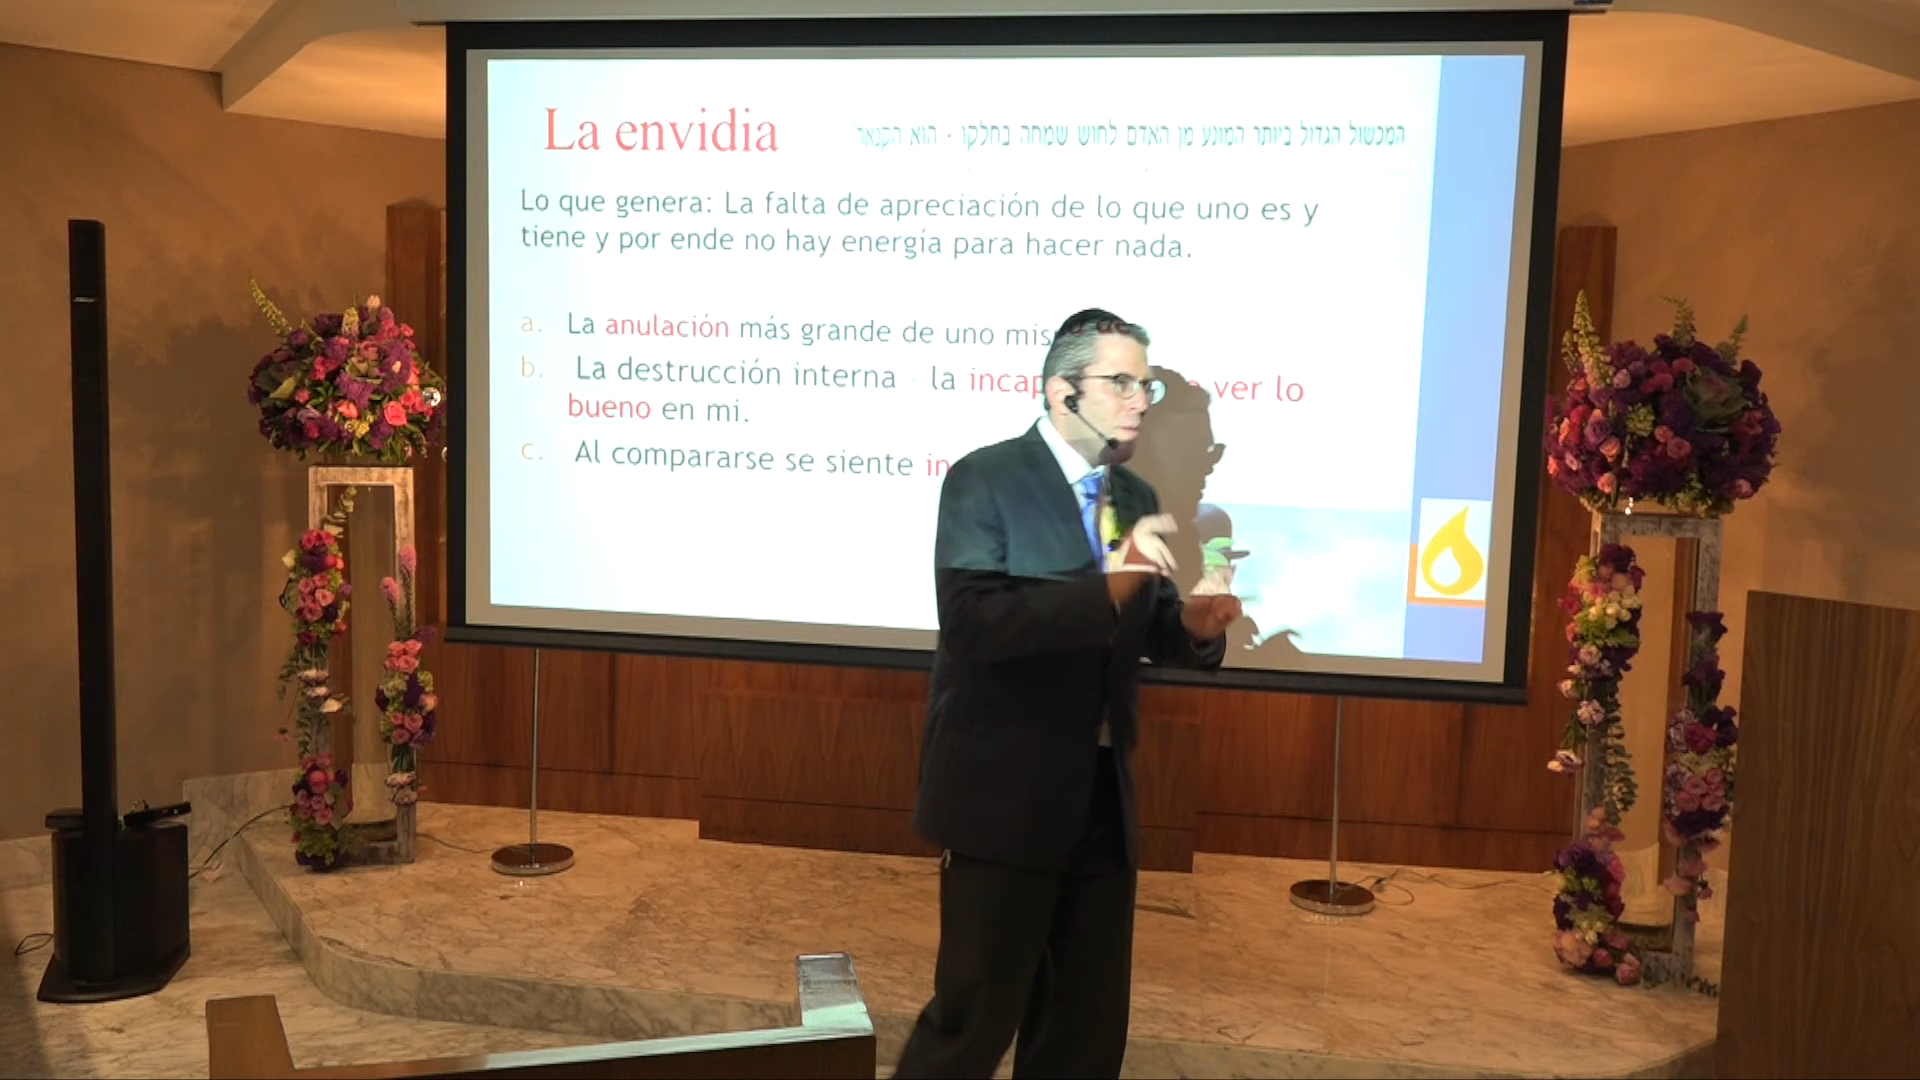 La envidia
המכשול הגדול ביותר המונע מן האדם לחוש שמחה בחלקו - הוא הקנאה
Lo que genera: La falta de apreciación de lo que uno es y
tiene y por ende no hay energía para hacer nada.
a. La anulación más grande de uno
b. La destrucción interna - la ver lo
bueno en mi.
c. Al compararse se siente